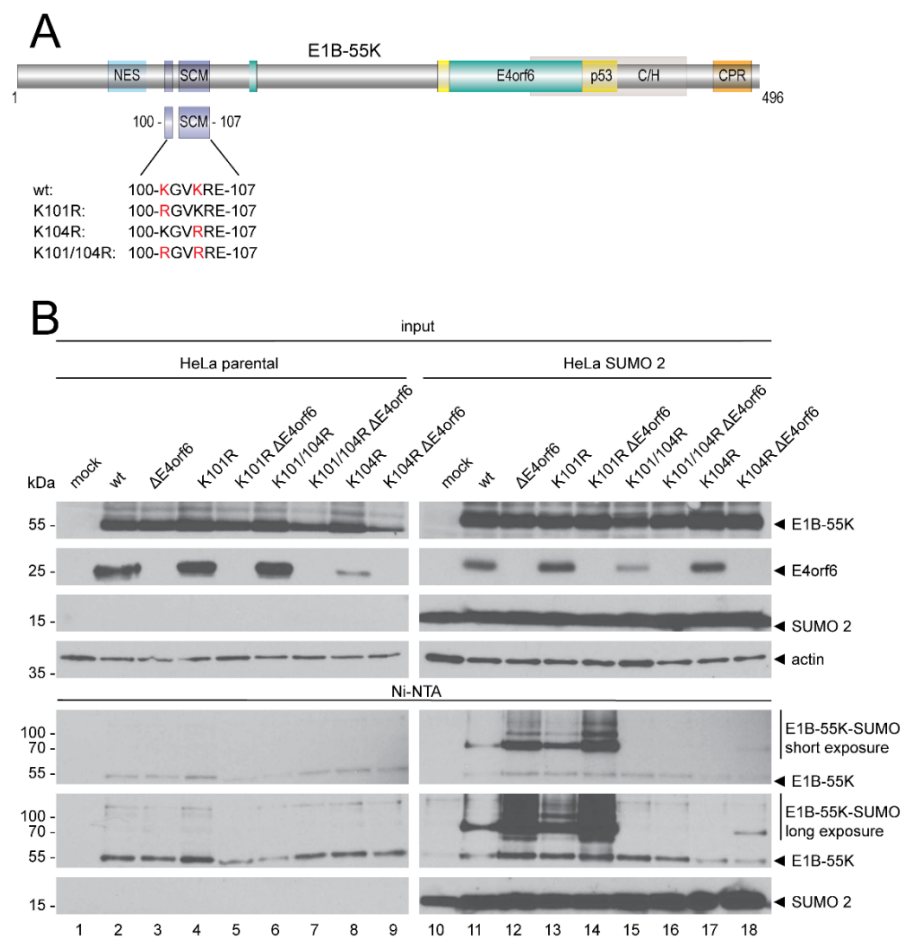 A
E1B-55K
NES SCM E4orf6 p53 C/H CPR
1 496
100 - SCM - 107
wt: 100-KGVKRE-107
K101R: 100-RGVKRE-107
K104R: 100-KGVRRE-107
K101/104R: 100-RGVRRE-107
B
input
HeLa parental HeLa SUMO 2
kDa mock wt ΔE4orf6 K101R K101R ΔE4orf6 K101/104R K101/104R ΔE4orf6 K104R K104R ΔE4orf6 mock wt ΔE4orf6 K101R K101R ΔE4orf6 K101/104R K101/104R ΔE4orf6 K104R K104R ΔE4orf6
55 - E1B-55K
25 - E4orf6
15 - SUMO 2
actin
35 -
Ni-NTA
100 - E1B-55K-SUMO
70 - short exposure
55 - E1B-55K
100 - E1B-55K-SUMO
70 - long exposure
55 - E1B-55K
15 - SUMO 2
1 2 3 4 5 6 7 8 9 10 11 12 13 14 15 16 17 18